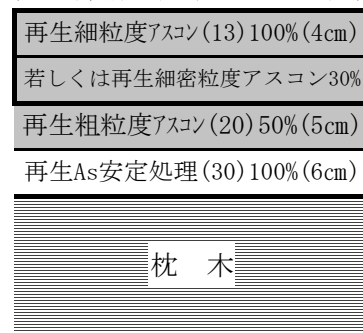 再生細粒度ｱｽｺﾝ(13)100%(4cm)
若しくは再生細密粒度アスコン30%
再生粗粒度ｱｽｺﾝ(20)50%(5cm)
再生As安定処理(30)100%(6cm)
枕　木